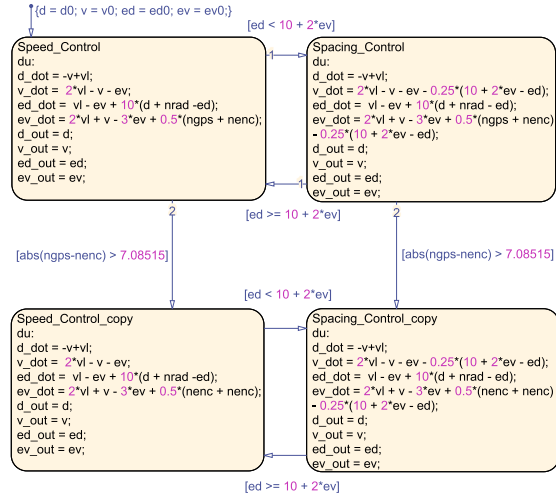 {d = d0; v = v0; ed = ed0; ev = ev0;}
[ed < 10 + 2*ev]
Speed_Control
du:
d_dot = -v+vl;
v_dot = 2*vl - v - ev;
ed_dot = vl - ev + 10*(d + nrad -ed);
ev_dot = 2*vl + v - 3*ev + 0.5*(ngps + nenc);
d_out = d;
v_out = v;
ed_out = ed;
ev_out = ev;
1
Spacing_Control
du:
d_dot = -v+vl;
v_dot = 2*vl - v - ev - 0.25*(10 + 2*ev - ed);
ed_dot = vl - ev + 10*(d + nrad - ed);
ev_dot = 2*vl + v - 3*ev + 0.5*(ngps + nenc)
- 0.25*(10 + 2*ev - ed);
d_out = d;
v_out = v;
ed_out = ed;
ev_out = ev;
1
2
[ed >= 10 + 2*ev]
2
[abs(ngps-nenc) > 7.08515]
[abs(ngps-nenc) > 7.08515]
[ed < 10 + 2*ev]
Speed_Control_copy
du:
d_dot = -v+vl;
v_dot = 2*vl - v - ev;
ed_dot = vl - ev + 10*(d + nrad -ed);
ev_dot = 2*vl + v - 3*ev + 0.5*(nenc + nenc);
d_out = d;
v_out = v;
ed_out = ed;
ev_out = ev;
Spacing_Control_copy
du:
d_dot = -v+vl;
v_dot = 2*vl - v - ev - 0.25*(10 + 2*ev - ed);
ed_dot = vl - ev + 10*(d + nrad - ed);
ev_dot = 2*vl + v - 3*ev + 0.5*(nenc + nenc)
- 0.25*(10 + 2*ev - ed);
d_out = d;
v_out = v;
ed_out = ed;
ev_out = ev;
[ed >= 10 + 2*ev]